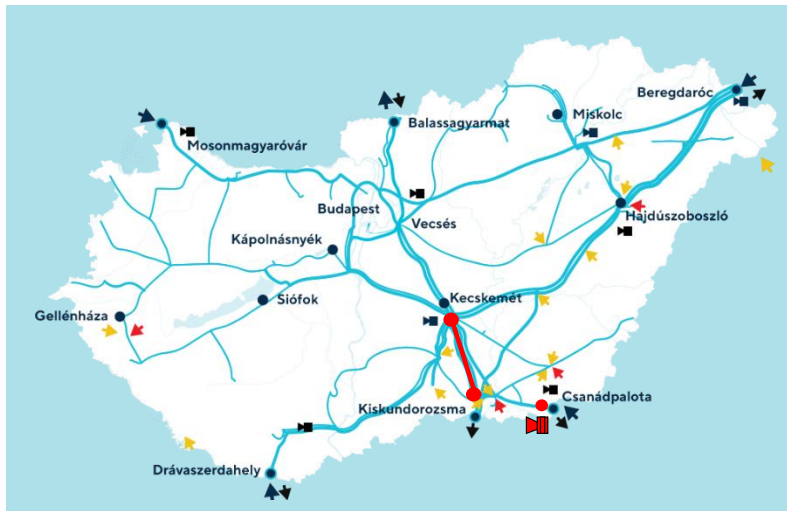 Beregdaróc
Miskolc
Balassagyarmat
Mosonmagyaróvár
Budapest
Hajdúszoboszló
Vecsés
Kápolnásnyék
Kecskemét
Siófok
Gellénháza
Csanádpalota
Kiskundorozsma
Drávaszerdahely